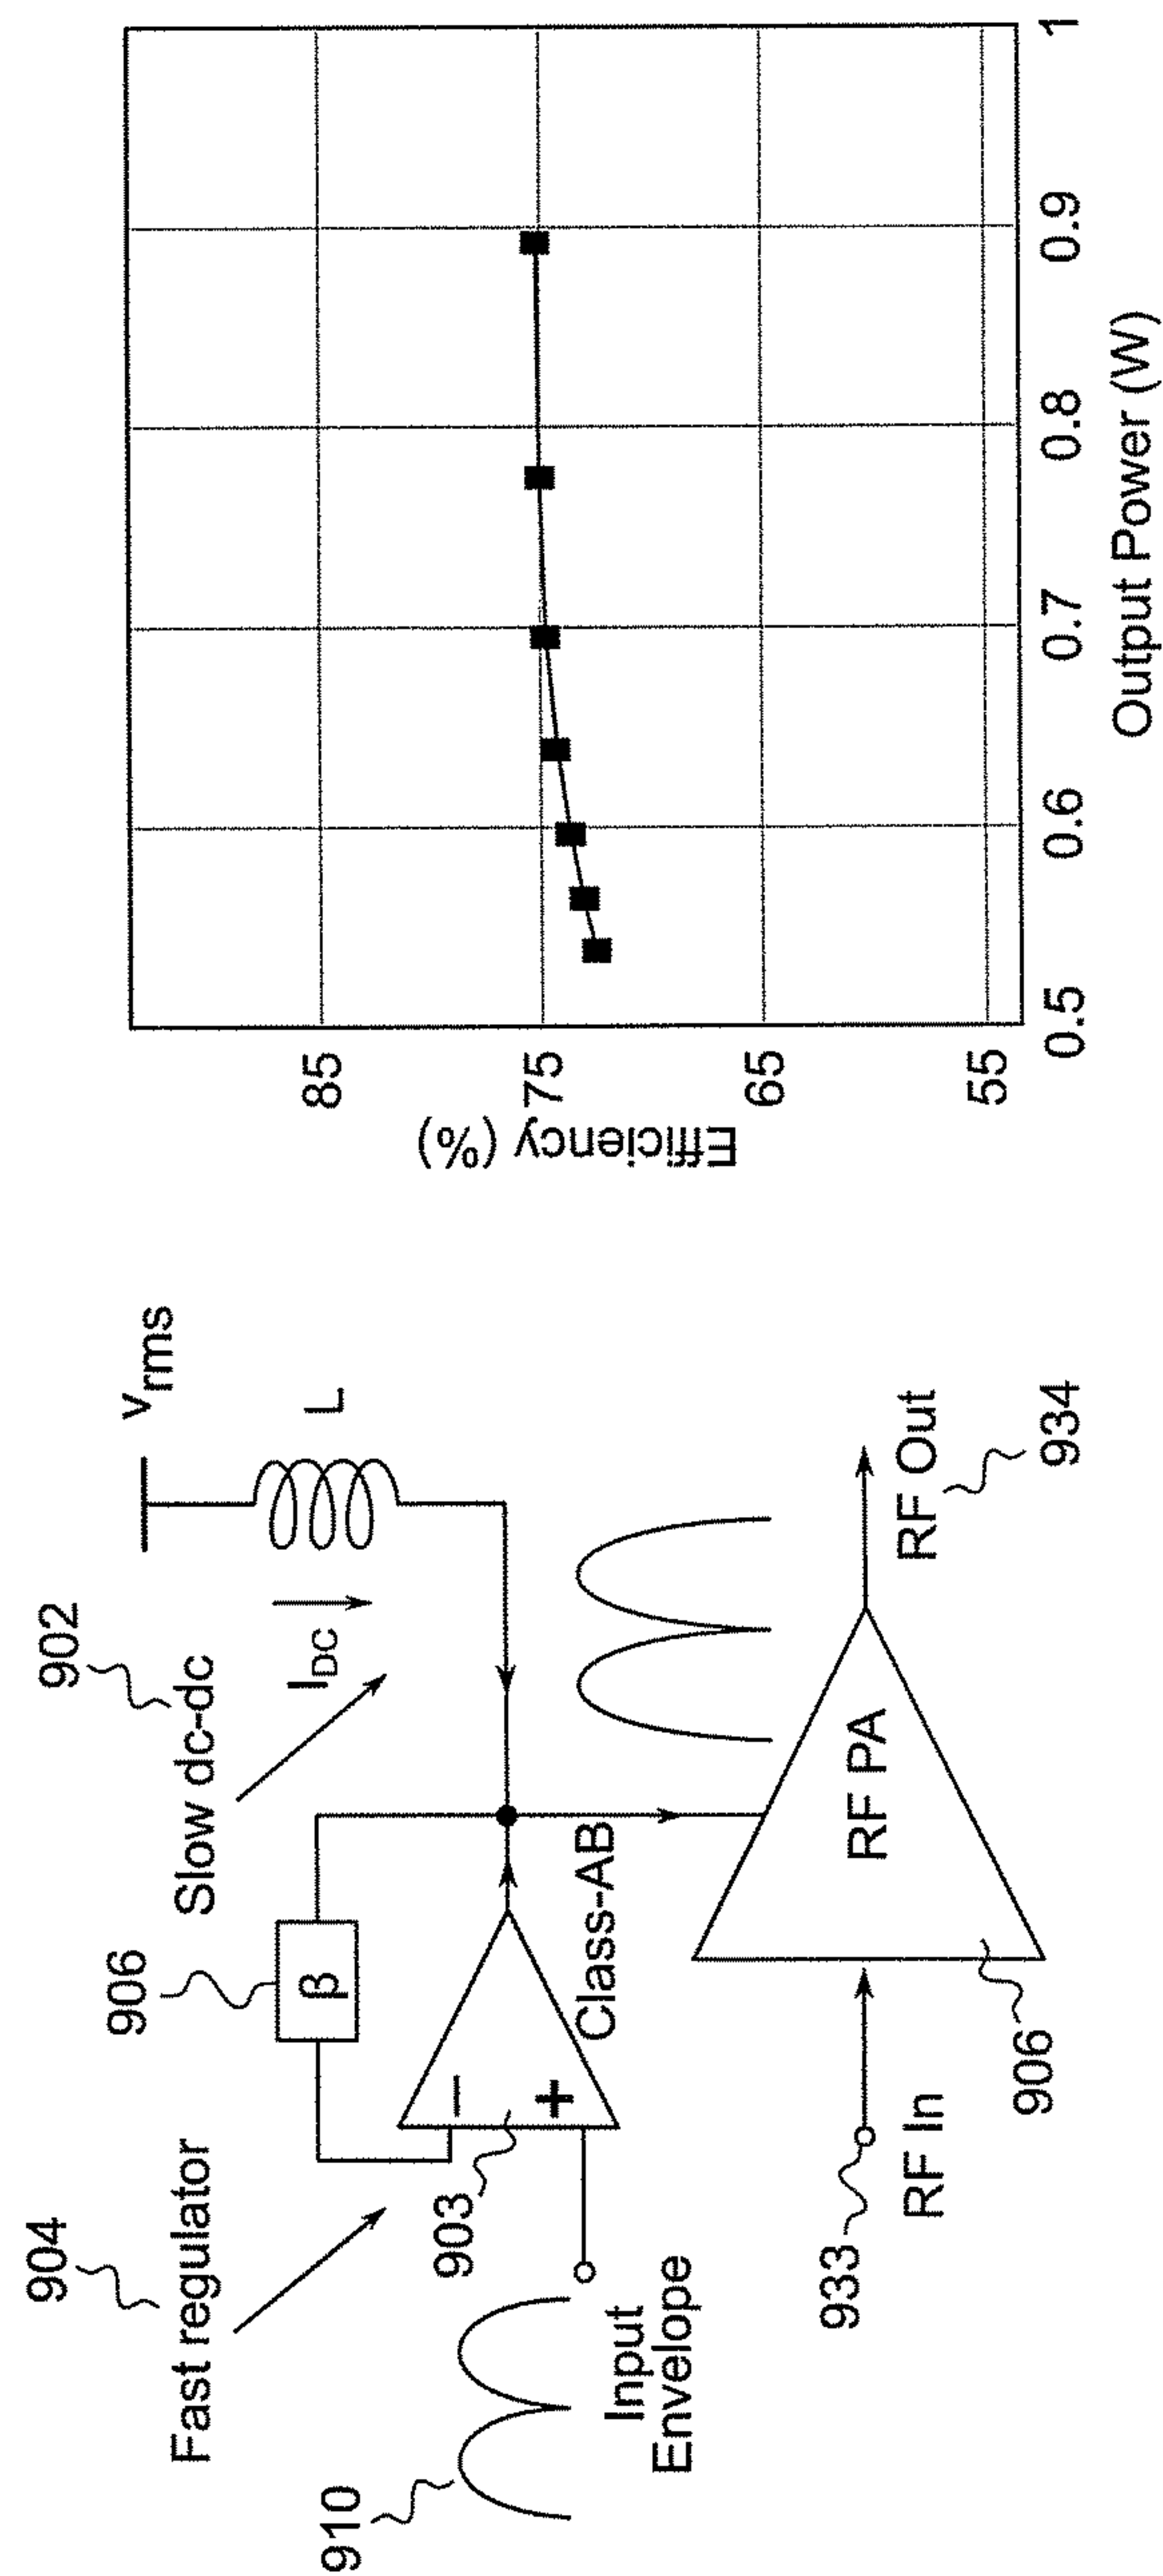 904
Fast regulator
906
β
902
Slow dc-dc
I_DC
v_rms
L
910
Input
Envelope
903
−
+
Class-AB
933
RF In
906
RF PA
RF Out
934
Efficiency (%)
85
75
65
55
0.5
0.6
0.7
0.8
0.9
1
Output Power (W)